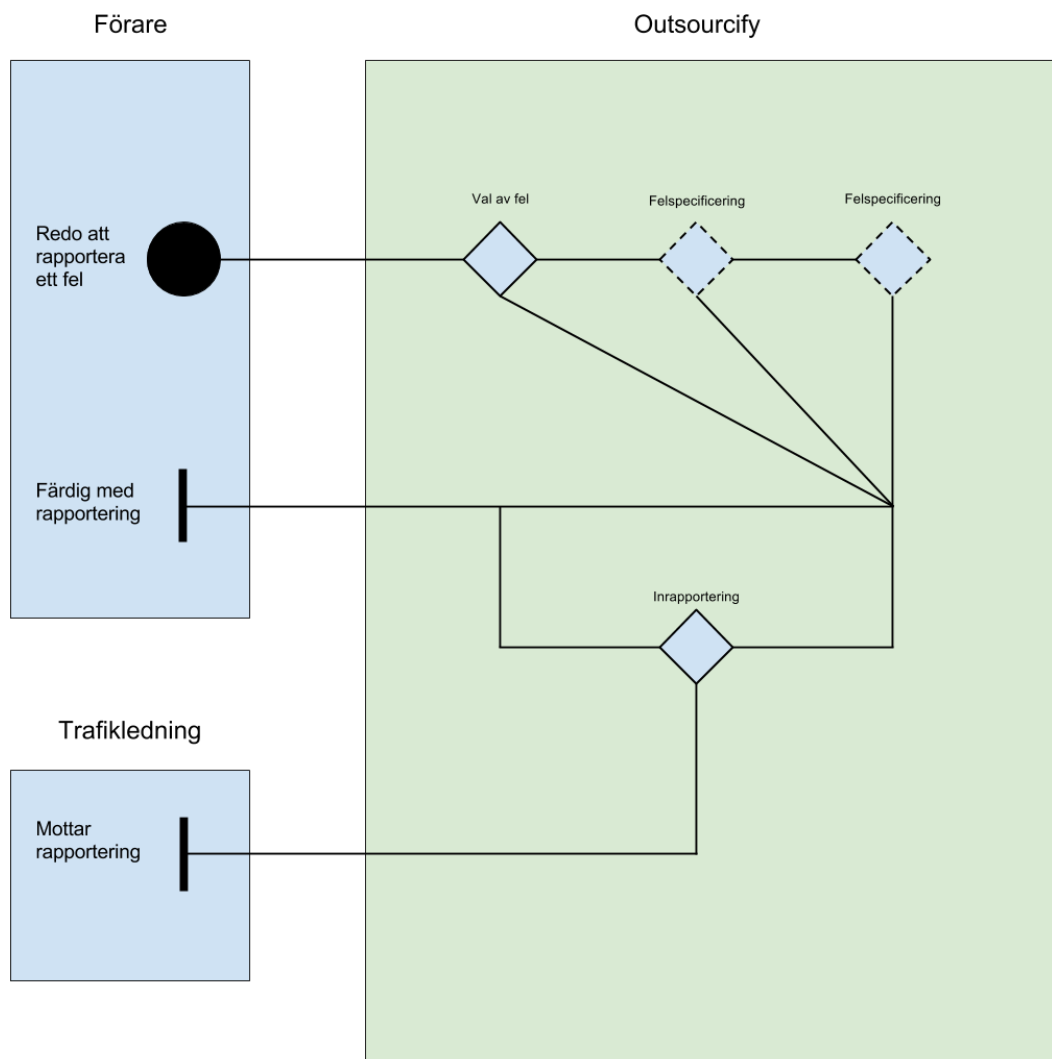 Förare
Outsourcify
Val av fel
Felspecificering
Felspecificering
Redo att
rapportera
ett fel
Färdig med
rapportering
Inrapportering
Trafikledning
Mottar
rapportering